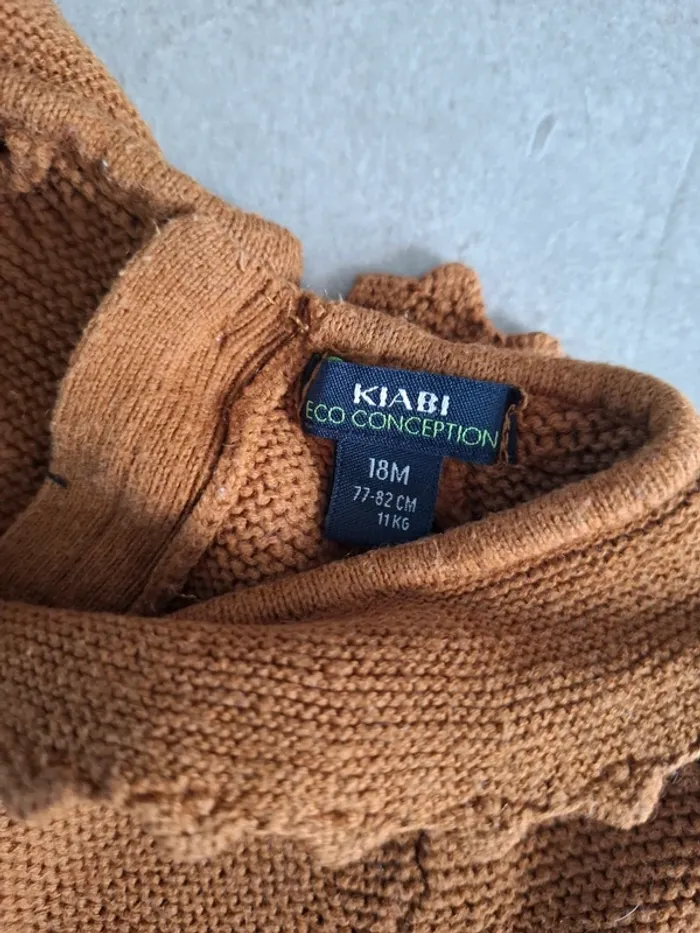 KIABI
ECO CONCEPTION
18M
77-82 CM
11 KG